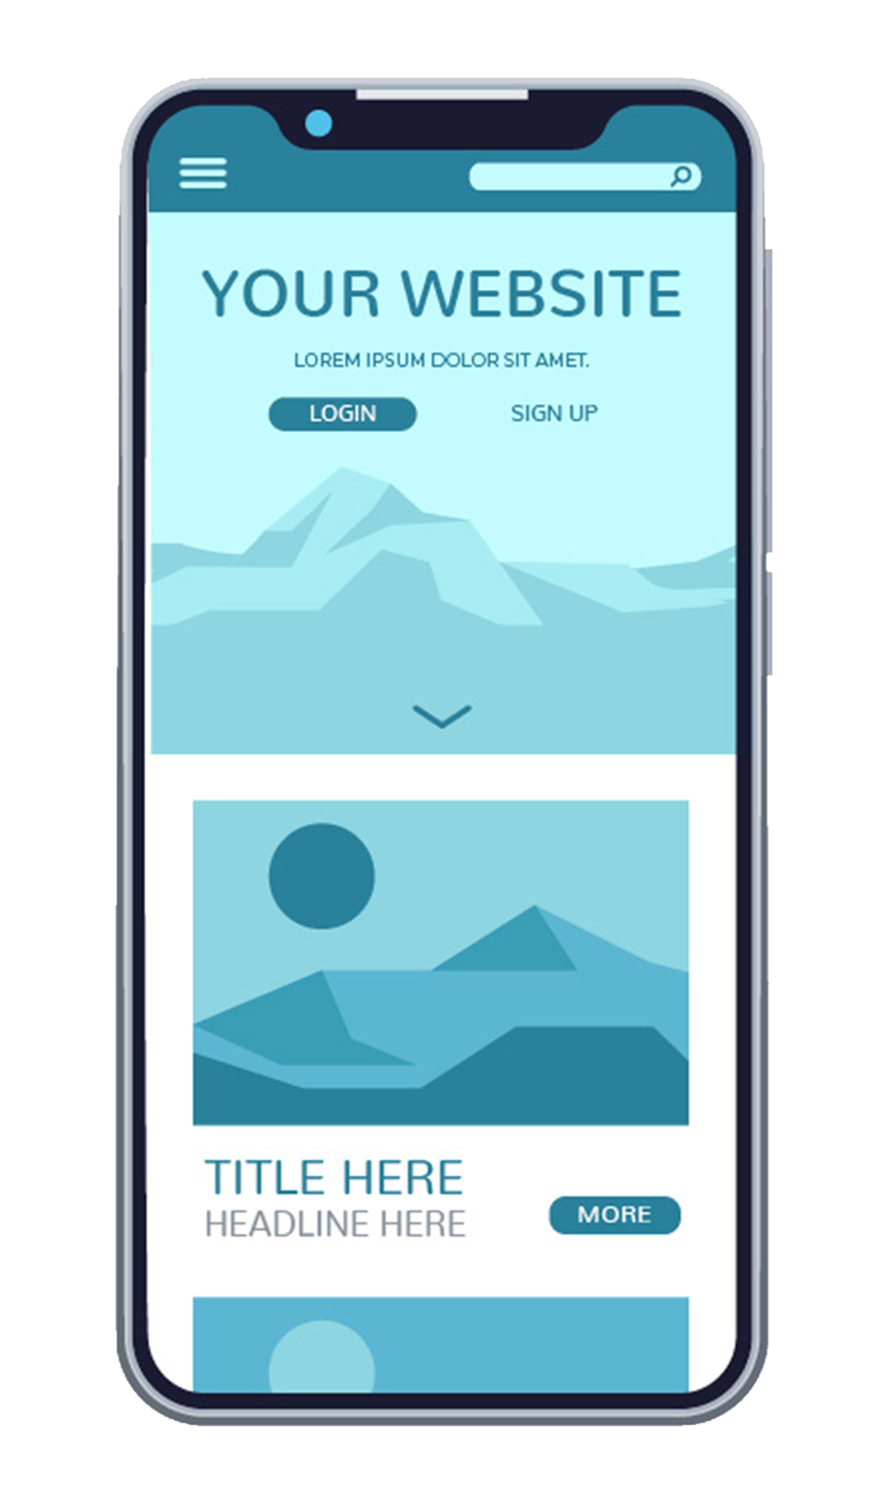 YOUR WEBSITE
LOREM IPSUM DOLOR SIT AMET.
LOGIN SIGN UP
TITLE HERE
HEADLINE HERE
MORE